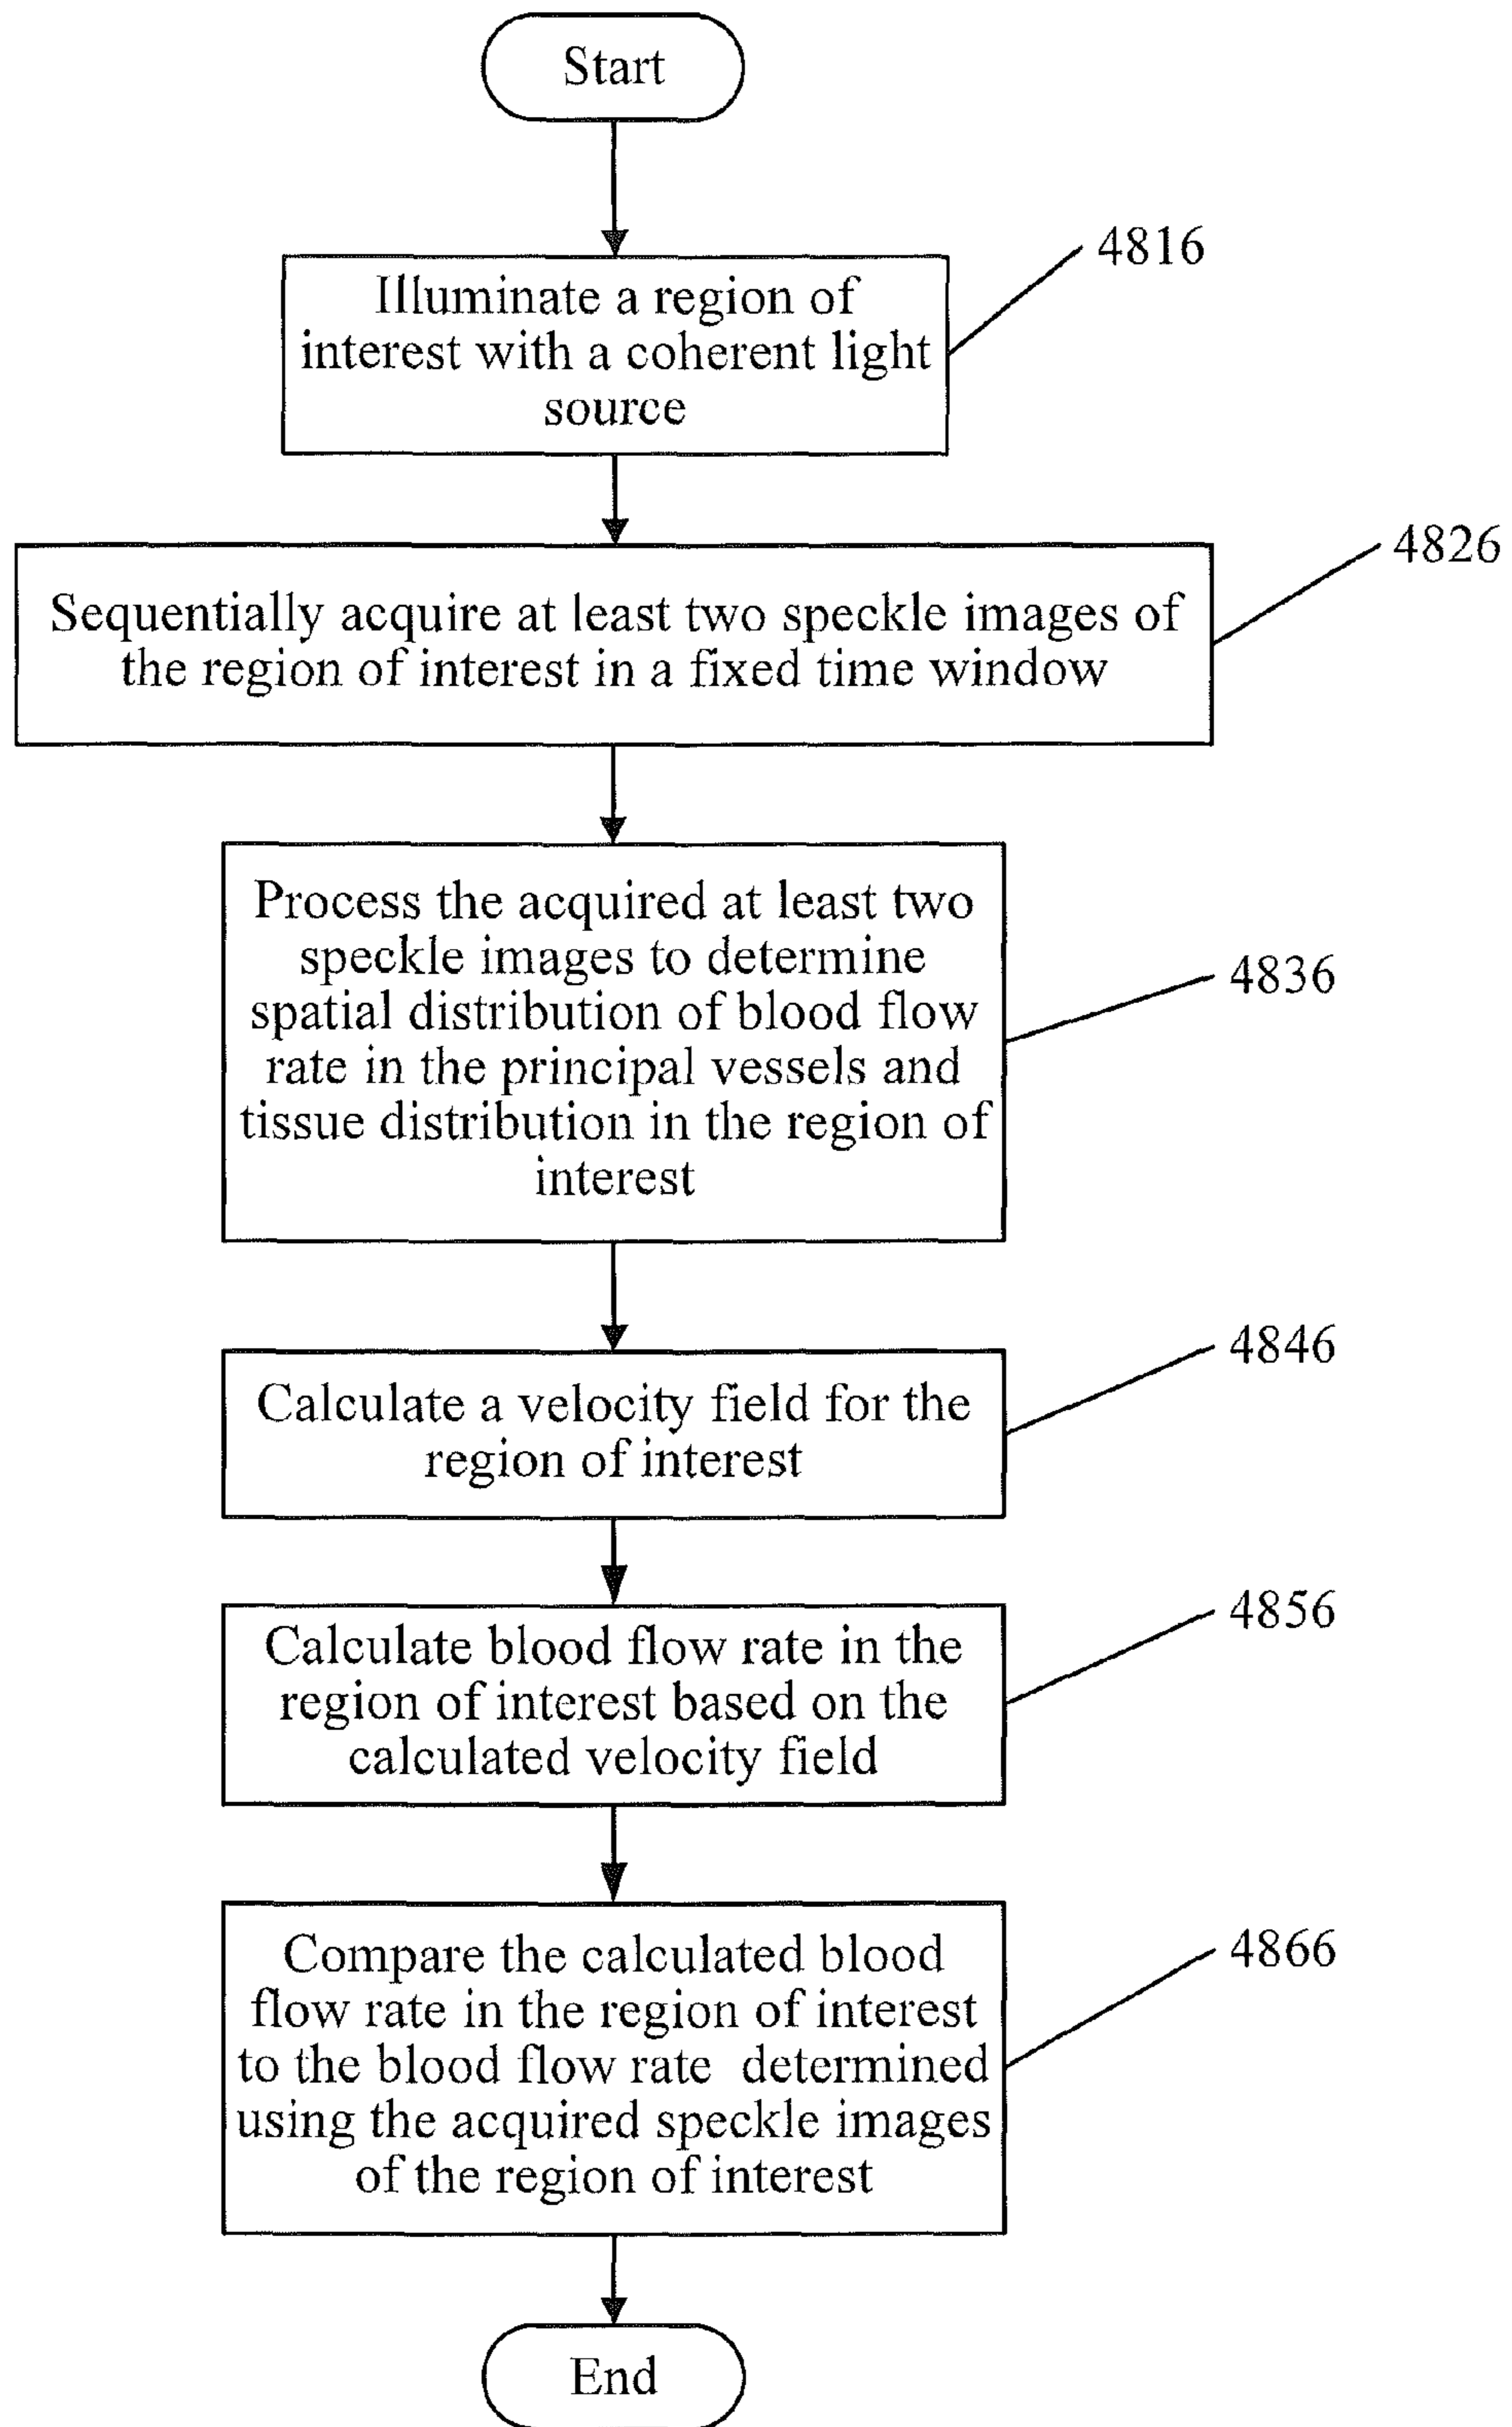 Start
4816
Illuminate a region of
interest with a coherent light
source
4826
Sequentially acquire at least two speckle images of
the region of interest in a fixed time window
Process the acquired at least two
speckle images to determine
spatial distribution of blood flow
rate in the principal vessels and
tissue distribution in the region of
interest
4836
4846
Calculate a velocity field for the
region of interest
4856
Calculate blood flow rate in the
region of interest based on the
calculated velocity field
4866
Compare the calculated blood
flow rate in the region of interest
to the blood flow rate determined
using the acquired speckle images
of the region of interest
End